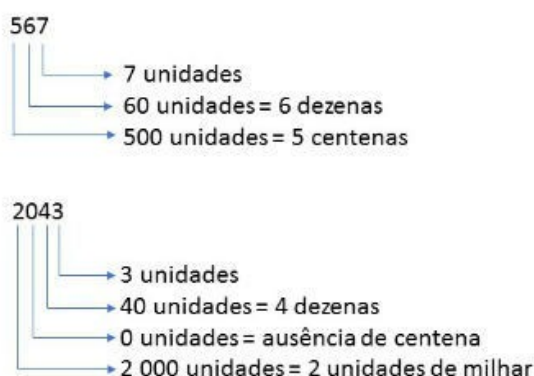 567
7 unidades
60 unidades = 6 dezenas
500 unidades = 5 centenas
2043
3 unidades
40 unidades = 4 dezenas
0 unidades = ausência de centena
2 000 unidades = 2 unidades de milhar